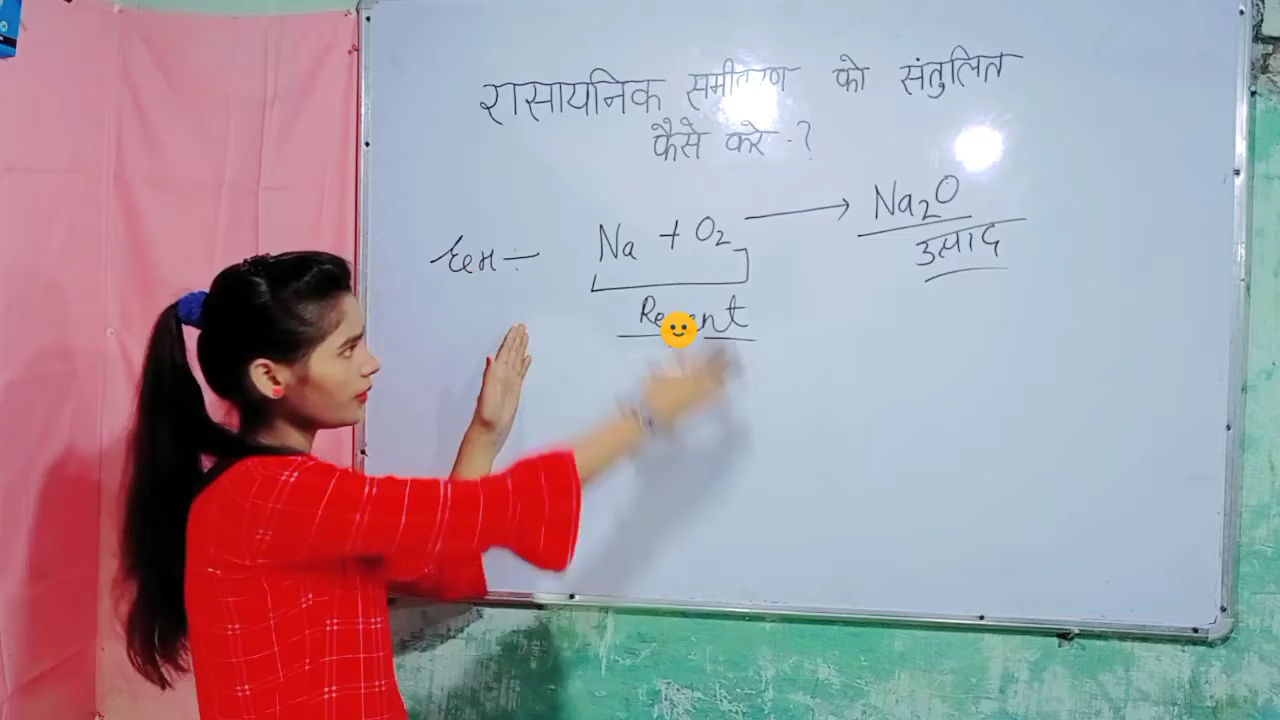 रासायनिक समीकरण को संतुलित
कैसे करे -?
Na + O₂ → Na₂O
उत्पाद